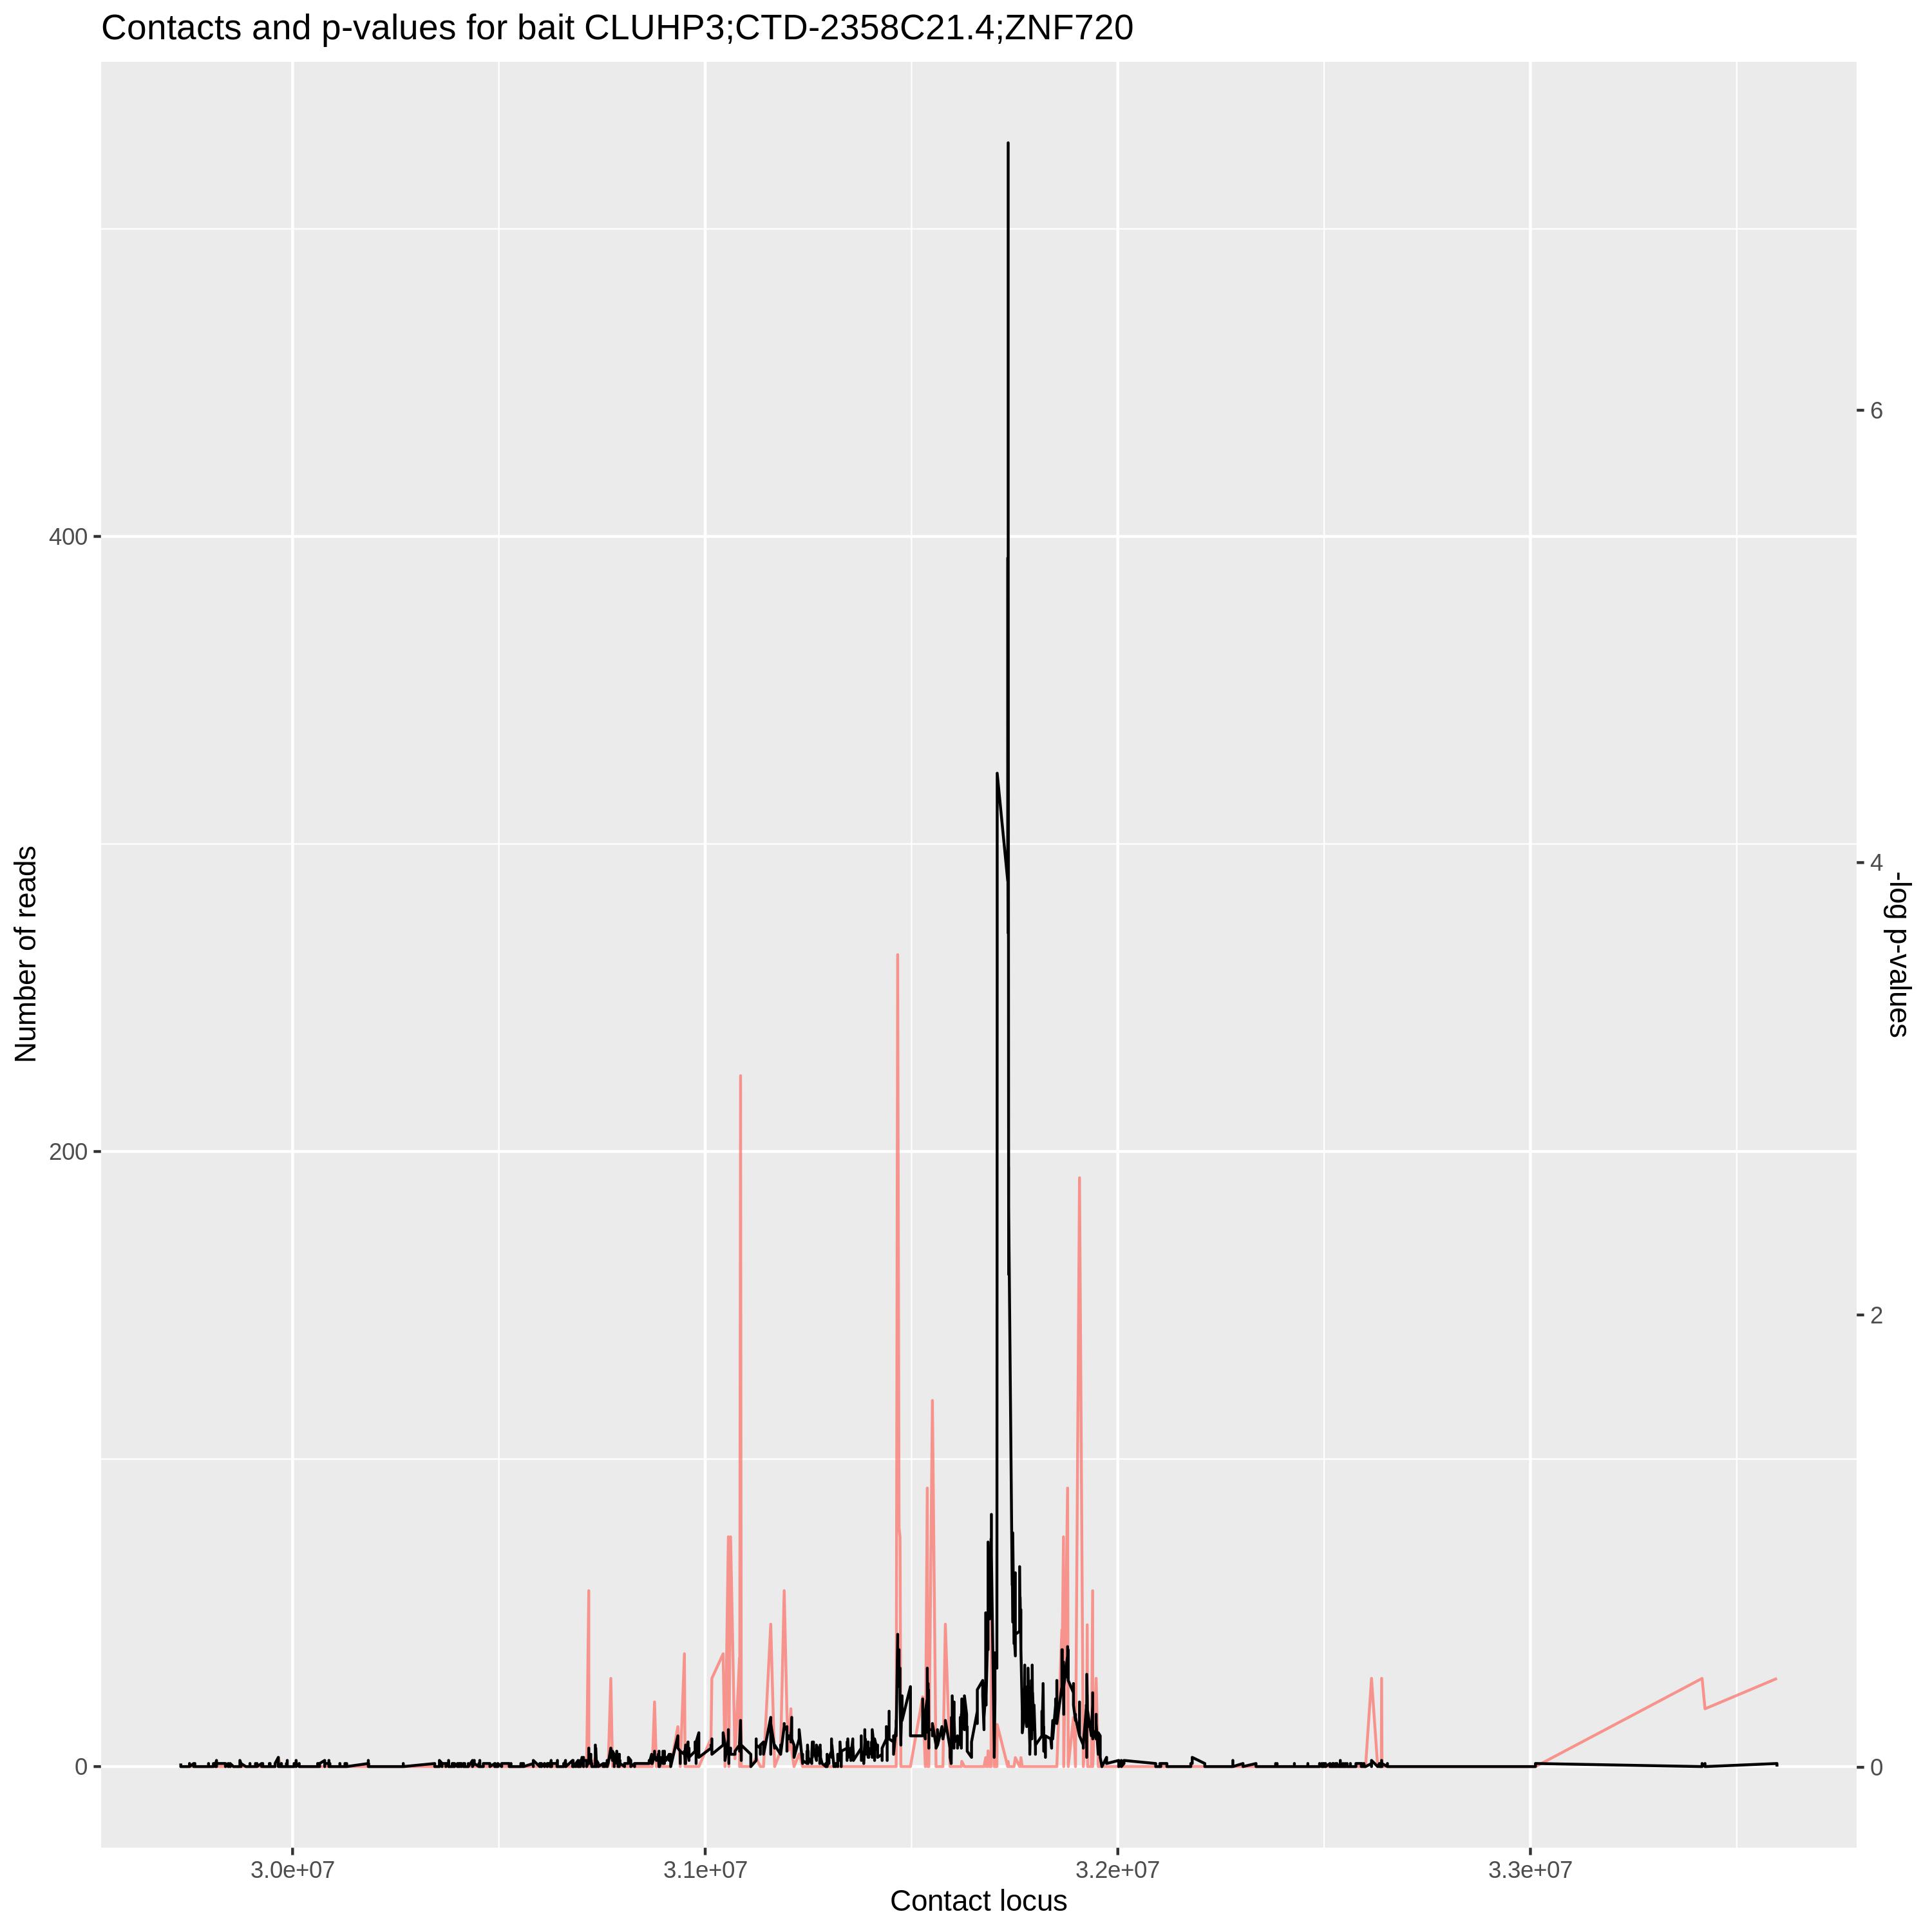 Contacts and p-values for bait CLUHP3;CTD-2358C21.4;ZNF720
Number of reads
400
200
0
6
4
2
0
-log p-values
3.0e+07
3.1e+07
3.2e+07
3.3e+07
Contact locus